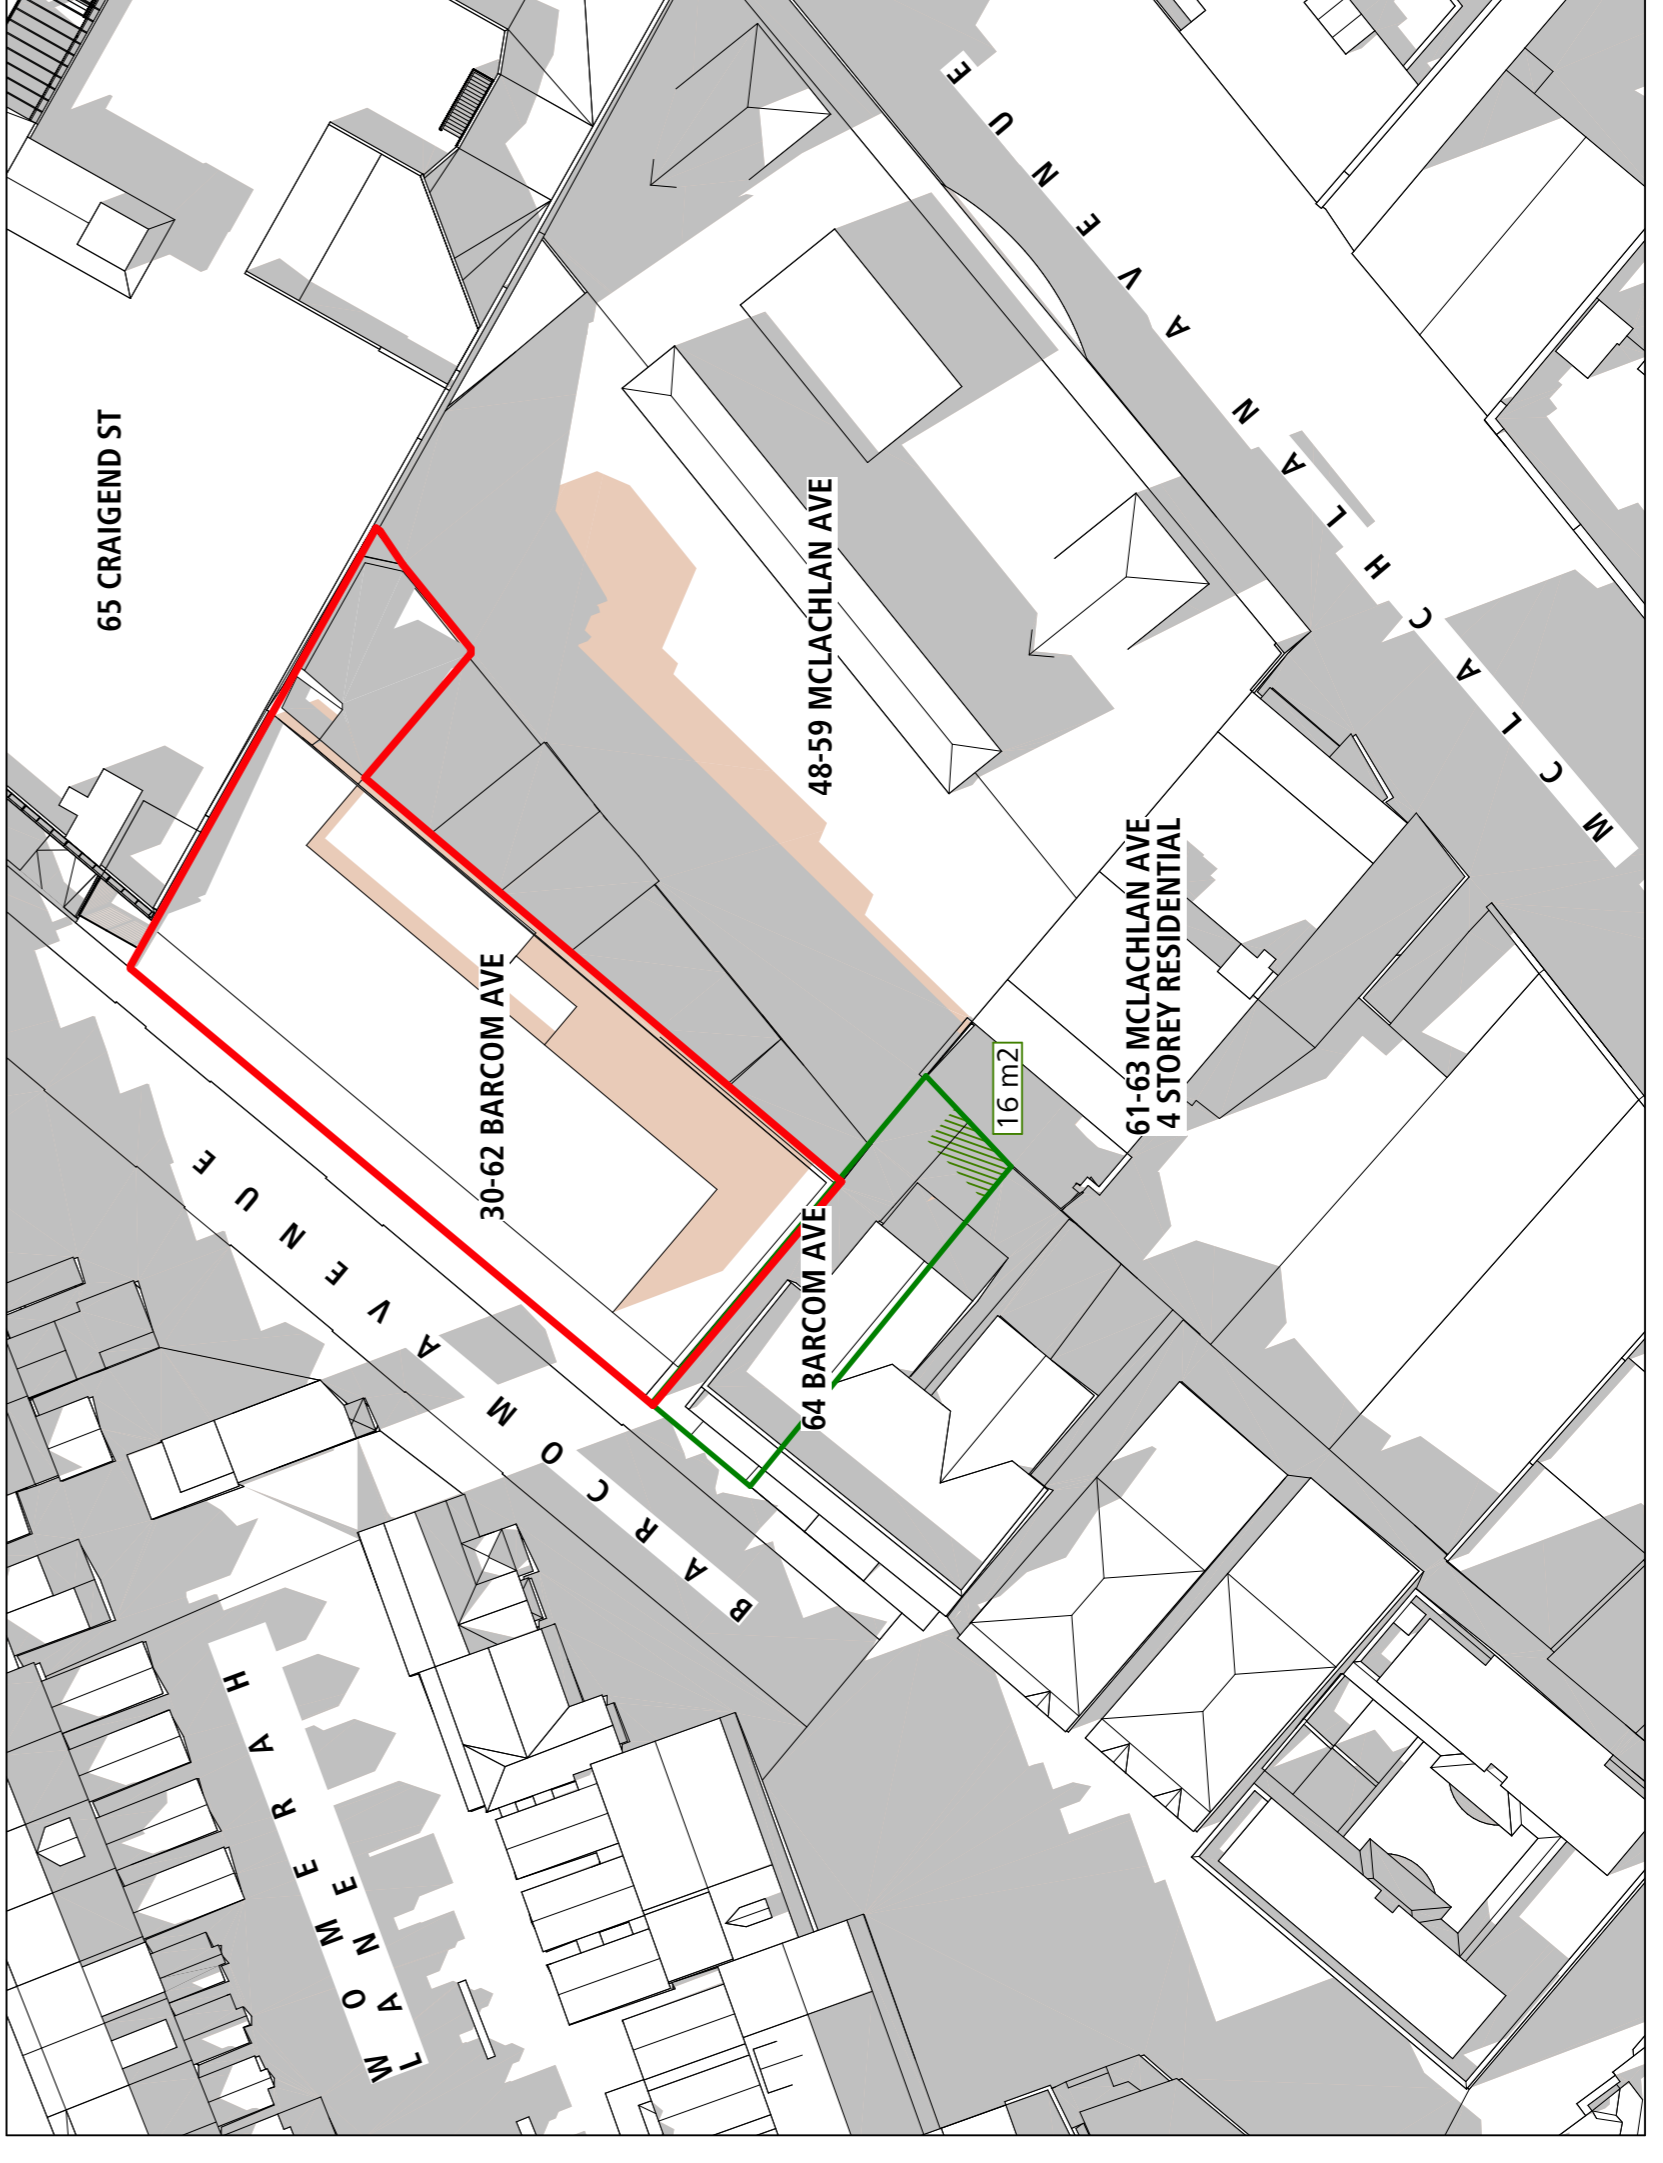 65 CRAIGEND ST
48-59 MCLACHLAN AVE
30-62 BARCOM AVE
64 BARCOM AVE
16 m2
61-63 MCLACHLAN AVE
4 STOREY RESIDENTIAL
MCLACHLAN AVENUE
BARCOM AVENUE
WOOMERAH
LANE